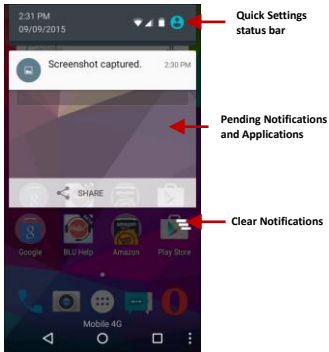 2:31 PM
09/09/2015
Quick Settings
status bar
Screenshot captured.
2:30 PM
Pending Notifications
and Applications
SHARE
Clear Notifications
Google
BLU Help
Amazon
Play Store
Mobile 4G